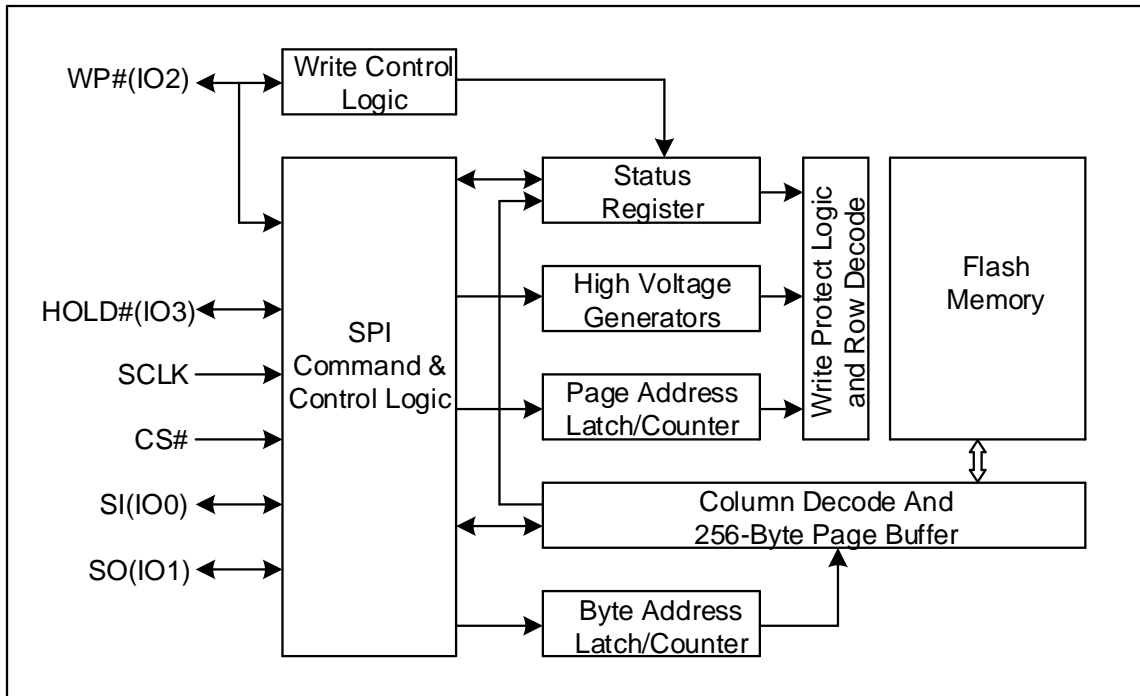 WP#(IO2)
Write Control
Logic
Status
Register
HOLD#(IO3)
High Voltage
Generators
SPI
Command &
Control Logic
SCLK
Page Address
Latch/Counter
CS#
Write Protect Logic
and Row Decode
Flash
Memory
SI(IO0)
Column Decode And
256-Byte Page Buffer
SO(IO1)
Byte Address
Latch/Counter